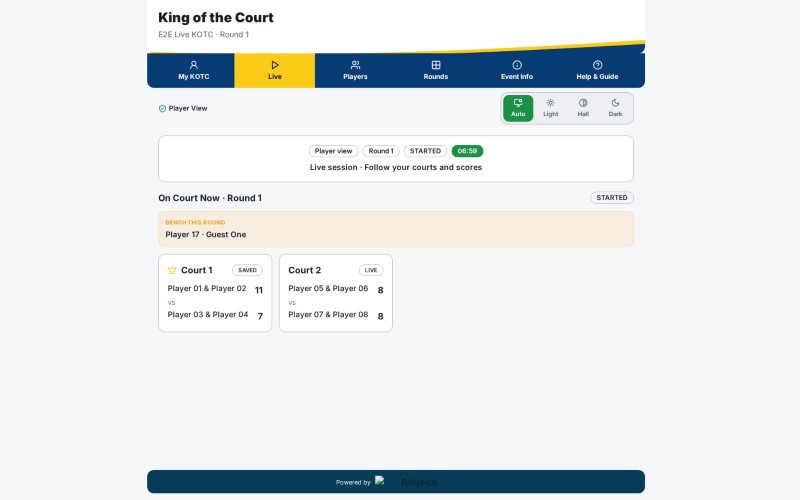 King of the Court
E2E Live KOTC · Round 1
My KOTC
Live
Players
Rounds
Event Info
Help & Guide
Player View
Auto
Light
Hall
Dark
Player view
Round 1
STARTED
06:59
Live session · Follow your courts and scores
On Court Now · Round 1
STARTED
BENCH THIS ROUND
Player 17 · Guest One
Court 1
SAVED
Player 01 & Player 02 11
vs
Player 03 & Player 04 7
Court 2
LIVE
Player 05 & Player 06 8
vs
Player 07 & Player 08 8
Powered by RallyHub